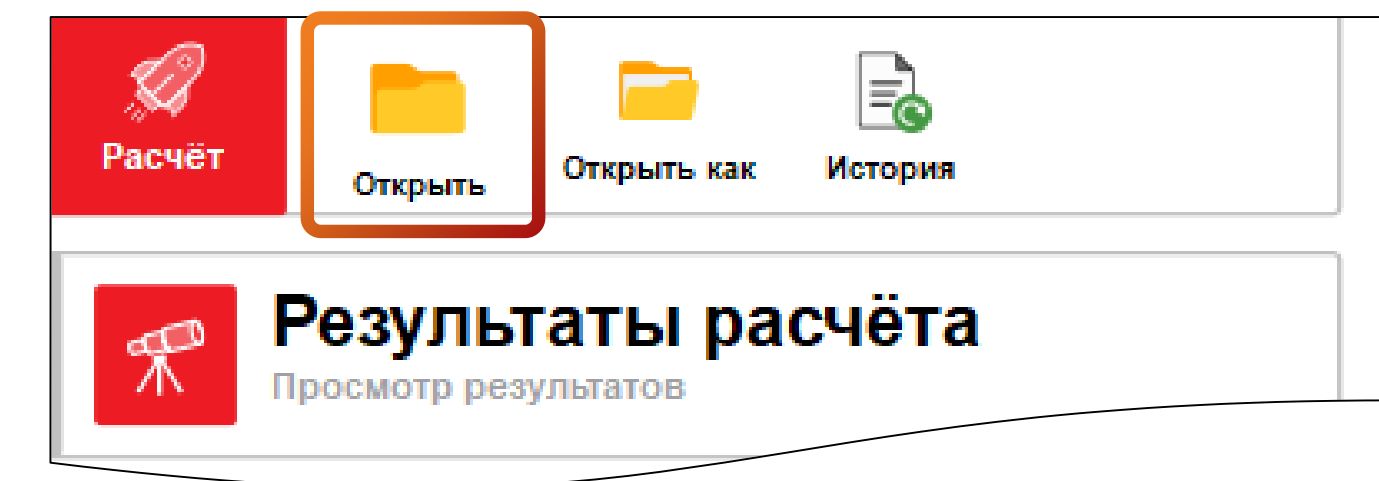 Расчёт
Открыть
Открыть как
История
Результаты расчёта
Просмотр результатов